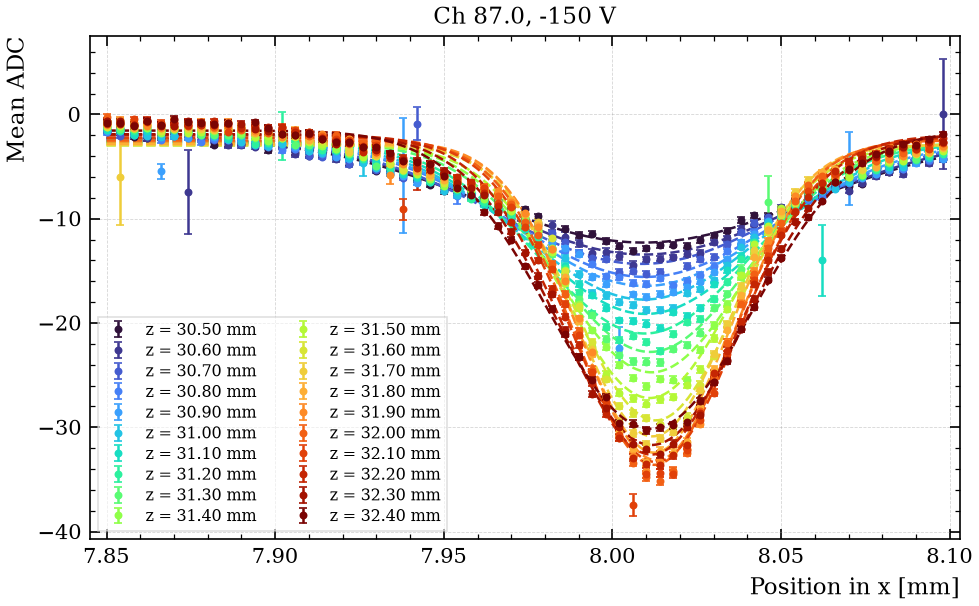 Ch 87.0, -150 V
Mean ADC
0
−10
−20
−30
−40
z = 30.50 mm
z = 30.60 mm
z = 30.70 mm
z = 30.80 mm
z = 30.90 mm
z = 31.00 mm
z = 31.10 mm
z = 31.20 mm
z = 31.30 mm
z = 31.40 mm
z = 31.50 mm
z = 31.60 mm
z = 31.70 mm
z = 31.80 mm
z = 31.90 mm
z = 32.00 mm
z = 32.10 mm
z = 32.20 mm
z = 32.30 mm
z = 32.40 mm
7.85 7.90 7.95 8.00 8.05 8.10
Position in x [mm]